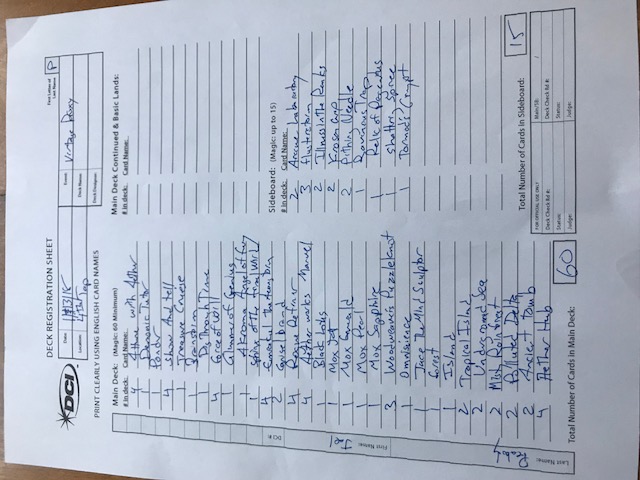 DECK REGISTRATION SHEET
First Letter of Last Name: P
DCI
Date: 1/13/18
Event: Vintage Proxy
Location: 4th Tap
Deck Name:
Deck Designer:
PRINT CLEARLY USING ENGLISH CARD NAMES
Main Deck: (Magic: 60 Minimum)
# in deck: Card Name:
4 Attune with Aether
1 Demonic Tutor
1 Ponder
4 Show And tell
1 Treasure Cruise
1 Brainstorm
1 Dig Through Time
4 Force of Will
1 Glimmer of Genius
1 Akroma Angel of Fury
1 Sphinx of the Final Word
4 Emrakul the Aeons torn
2 Griselbrand
4 Rogue Refiner
4 Aether works Marvel
1 Black Lotus
1 Mox Jet
1 Mox Emerald
1 Mox Pearl
1 Mox Sapphire
3 Woodweaver's Puzzleknot
1 Omniscience
1 Jace The Mind Sculptor
1 Forest
1 Island
2 Tropical Island
2 Underground Sea
2 Misty Rainforest
2 Polluted Delta
2 Ancient tomb
4 Aether Hub
Total Number of Cards in Main Deck: 60
Main Deck Continued & Basic Lands:
# in deck: Card Name:
Sideboard: (Magic: up to 15)
# in deck: Card Name:
2 Arcane Laboratory
3 Flusterstorm
2 Illness in the Ranks
2 Krosan Grip
2 Pithing Needle
1 Ravenous Trap
1 Relic of Progenitus
1 Shattering Spree
1 Tormod's Crypt
Total Number of Cards in Sideboard: 15
FOR OFFICIAL USE ONLY
Main/SB: /
Deck Check Rd #:
Deck Check Rd #:
Status:
Status:
Judge:
Judge:
DCI #:
First Name: Joel
Last Name: Peabody